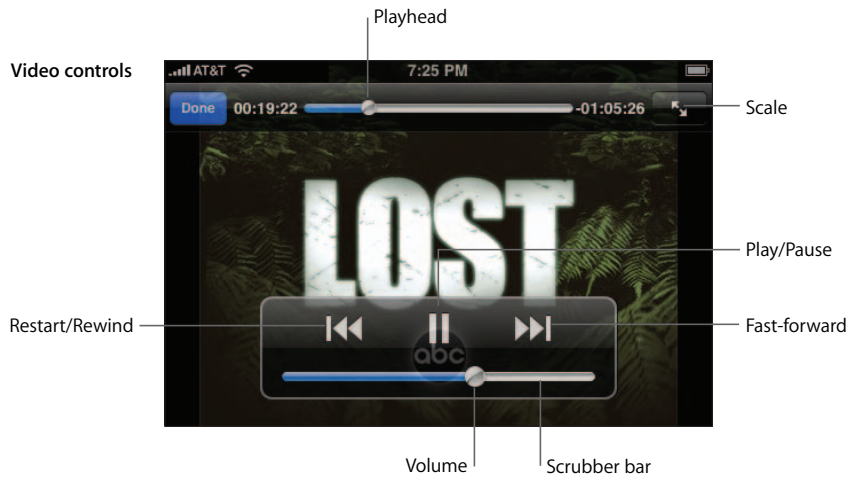 Playhead
Video controls
AT&T
7:25 PM
Done
00:19:22
-01:05:26
Scale
LOST
Play/Pause
Restart/Rewind
Fast-forward
abc
Volume
Scrubber bar